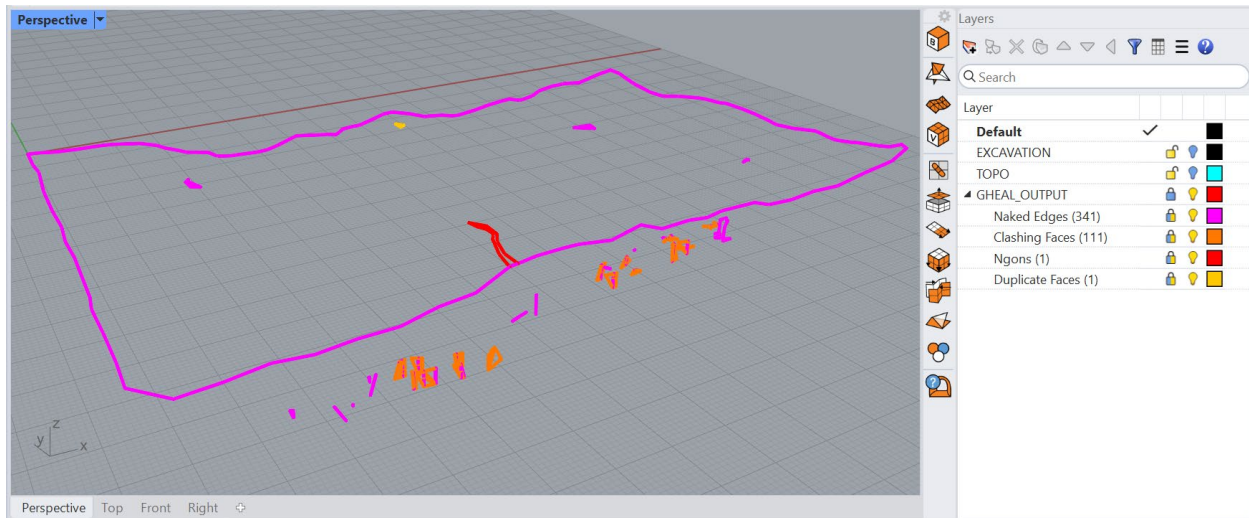 Perspective
z
y
x
Perspective Top Front Right
B
V
Layers
Search
Layer
Default
EXCAVATION
TOPO
GHEAL_OUTPUT
Naked Edges (341)
Clashing Faces (111)
Ngons (1)
Duplicate Faces (1)